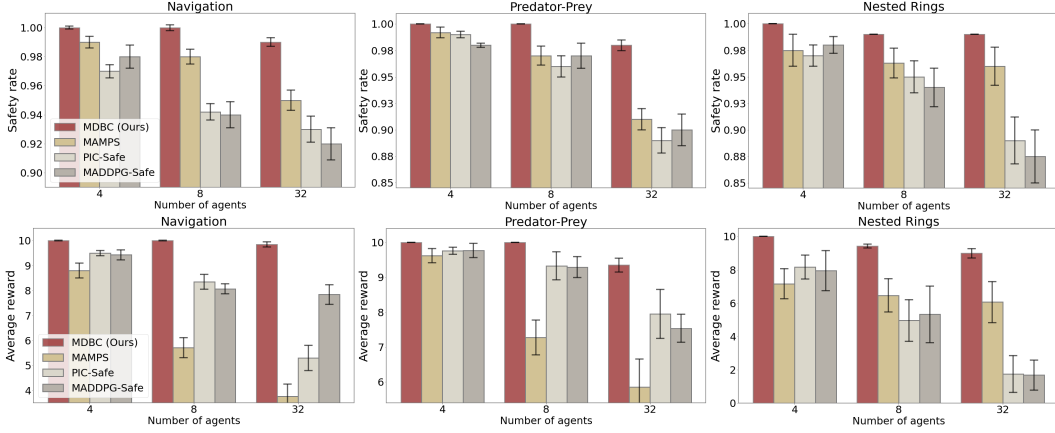 Navigation
Safety rate
1.00
0.98
0.96
0.94
0.92
0.90
MDBC (Ours)
MAMPS
PIC-Safe
MADDPG-Safe
4 8 32
Number of agents
Predator-Prey
Safety rate
1.00
0.98
0.95
0.93
0.90
0.88
0.85
4 8 32
Number of agents
Nested Rings
Safety rate
1.00
0.98
0.95
0.93
0.90
0.88
0.85
4 8 32
Number of agents
Navigation
Average reward
10
9
8
7
6
5
4
MDBC (Ours)
MAMPS
PIC-Safe
MADDPG-Safe
4 8 32
Number of agents
Predator-Prey
Average reward
10
9
8
7
6
4 8 32
Number of agents
Nested Rings
Average reward
10
8
6
4
2
0
4 8 32
Number of agents